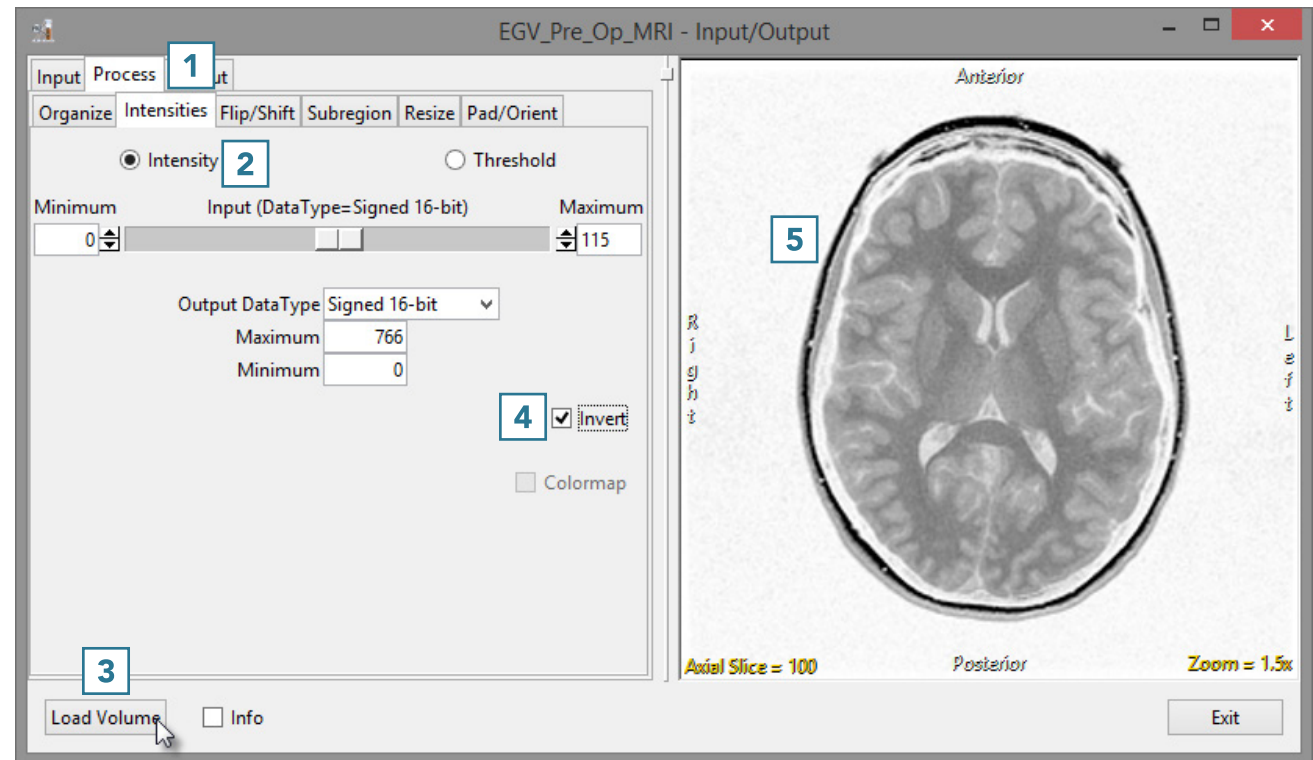 EGV_Pre_Op_MRI - Input/Output
Input Process 1 ut
Organize Intensities Flip/Shift Subregion Resize Pad/Orient
Intensity 2 Threshold
Minimum Input (DataType=Signed 16-bit) Maximum
0 115
Output DataType Signed 16-bit
Maximum 766
Minimum 0
4 Invert
Colormap
3
Load Volume Info
Anterior
5
Right
Left
Axial Slice = 100 Posterior Zoom = 1.5x
Exit